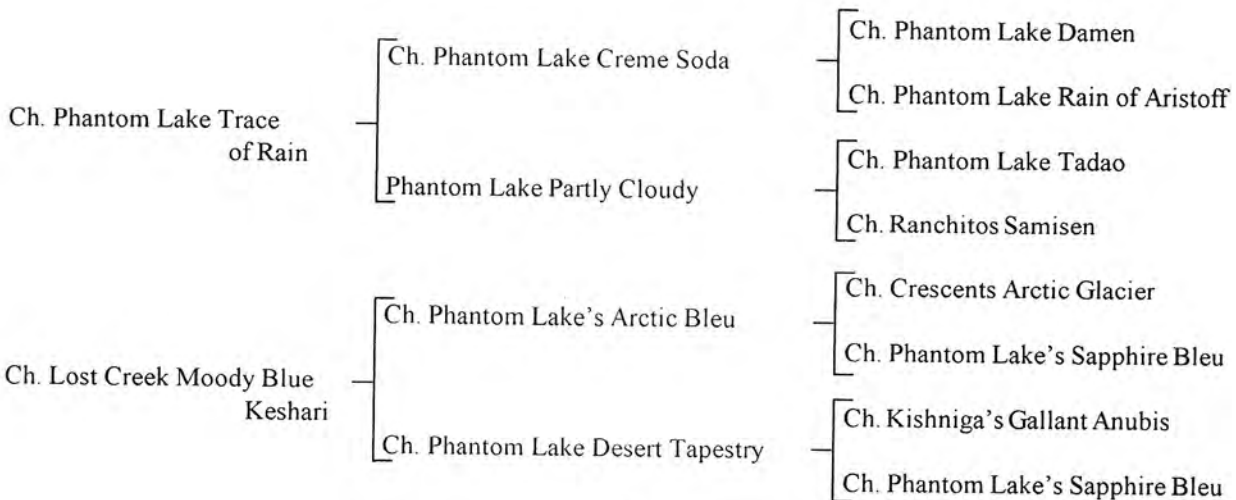 Ch. Phantom Lake Damen
Ch. Phantom Lake Creme Soda
Ch. Phantom Lake Rain of Aristoff
Ch. Phantom Lake Trace
of Rain
Ch. Phantom Lake Tadao
Phantom Lake Partly Cloudy
Ch. Ranchitos Samisen
Ch. Crescents Arctic Glacier
Ch. Phantom Lake's Arctic Bleu
Ch. Phantom Lake's Sapphire Bleu
Ch. Lost Creek Moody Blue
Keshari
Ch. Kishniga's Gallant Anubis
Ch. Phantom Lake Desert Tapestry
Ch. Phantom Lake's Sapphire Bleu